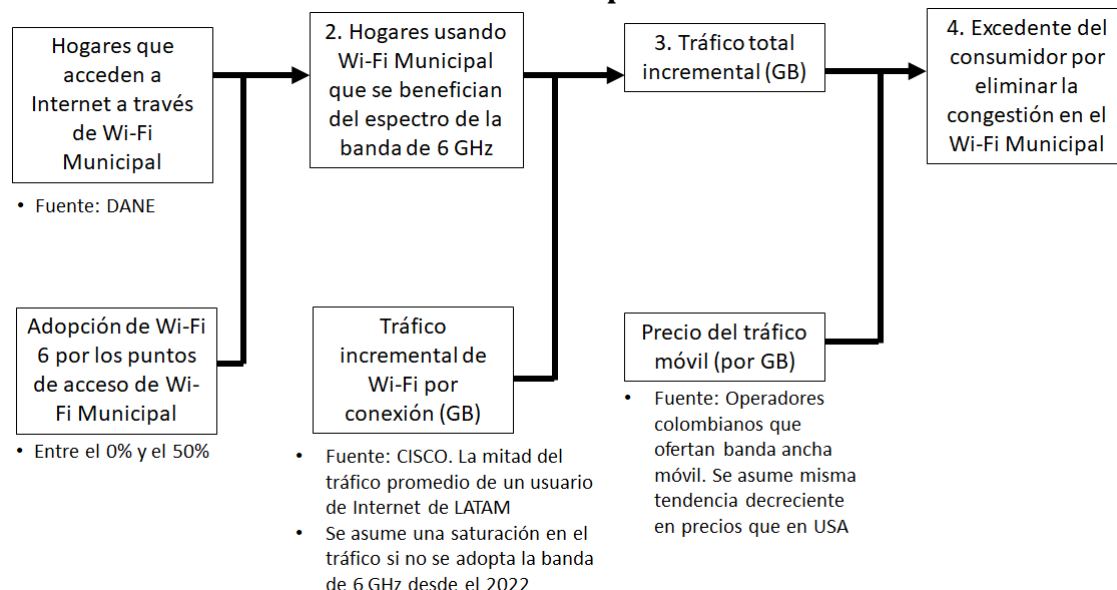 Hogares que
acceden a
Internet a través
de Wi-Fi
Municipal
• Fuente: DANE
2. Hogares usando
Wi-Fi Municipal
que se benefician
del espectro de la
banda de 6 GHz
3. Tráfico total
incremental (GB)
4. Excedente del
consumidor por
eliminar la
congestión en el
Wi-Fi Municipal
Adopción de Wi-Fi
6 por los puntos
de acceso de Wi-
Fi Municipal
• Entre el 0% y el 50%
Tráfico
incremental de
Wi-Fi por
conexión (GB)
• Fuente: CISCO. La mitad del
tráfico promedio de un usuario
de Internet de LATAM
• Se asume una saturación en el
tráfico si no se adopta la banda
de 6 GHz desde el 2022
Precio del tráfico
móvil (por GB)
• Fuente: Operadores
colombianos que
ofertan banda ancha
móvil. Se asume misma
tendencia decreciente
en precios que en USA